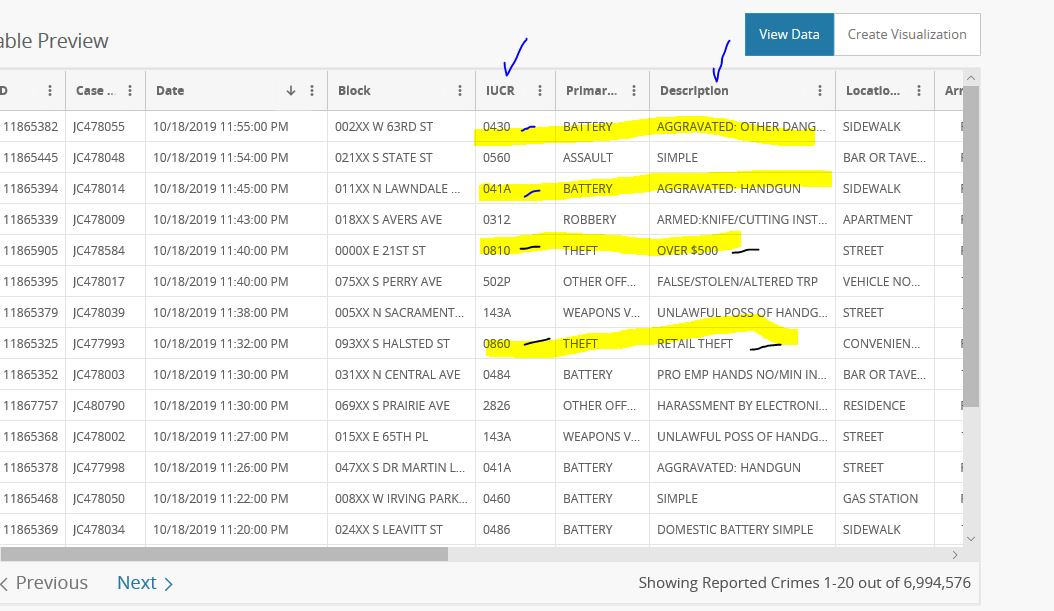 able Preview
View Data Create Visualization
D Case ... Date Block IUCR Primar... Description Locatio... Arr
11865382 JC478055 10/18/2019 11:55:00 PM 002XX W 63RD ST 0430 BATTERY AGGRAVATED: OTHER DANG... SIDEWALK
11865445 JC478048 10/18/2019 11:54:00 PM 021XX S STATE ST 0560 ASSAULT SIMPLE BAR OR TAVE...
11865394 JC478014 10/18/2019 11:45:00 PM 011XX N LAWNDALE ... 041A BATTERY AGGRAVATED: HANDGUN SIDEWALK
11865339 JC478009 10/18/2019 11:43:00 PM 018XX S AVERS AVE 0312 ROBBERY ARMED:KNIFE/CUTTING INST... APARTMENT
11865905 JC478584 10/18/2019 11:40:00 PM 0000X E 21ST ST 0810 THEFT OVER $500 STREET
11865395 JC478017 10/18/2019 11:40:00 PM 075XX S PERRY AVE 502P OTHER OFF... FALSE/STOLEN/ALTERED TRP VEHICLE NO...
11865379 JC478039 10/18/2019 11:38:00 PM 005XX N SACRAMENT... 143A WEAPONS V... UNLAWFUL POSS OF HANDG... STREET
11865325 JC477993 10/18/2019 11:32:00 PM 093XX S HALSTED ST 0860 THEFT RETAIL THEFT CONVENIEN...
11865352 JC478003 10/18/2019 11:30:00 PM 031XX N CENTRAL AVE 0484 BATTERY PRO EMP HANDS NO/MIN IN... BAR OR TAVE...
11867757 JC480790 10/18/2019 11:30:00 PM 069XX S PRAIRIE AVE 2826 OTHER OFF... HARASSMENT BY ELECTRONI... RESIDENCE
11865368 JC478002 10/18/2019 11:27:00 PM 015XX E 65TH PL 143A WEAPONS V... UNLAWFUL POSS OF HANDG... STREET
11865378 JC477998 10/18/2019 11:26:00 PM 047XX S DR MARTIN L... 041A BATTERY AGGRAVATED: HANDGUN STREET
11865468 JC478050 10/18/2019 11:22:00 PM 008XX W IRVING PARK... 0460 BATTERY SIMPLE GAS STATION
11865369 JC478034 10/18/2019 11:20:00 PM 024XX S LEAVITT ST 0486 BATTERY DOMESTIC BATTERY SIMPLE SIDEWALK
Previous Next Showing Reported Crimes 1-20 out of 6,994,576